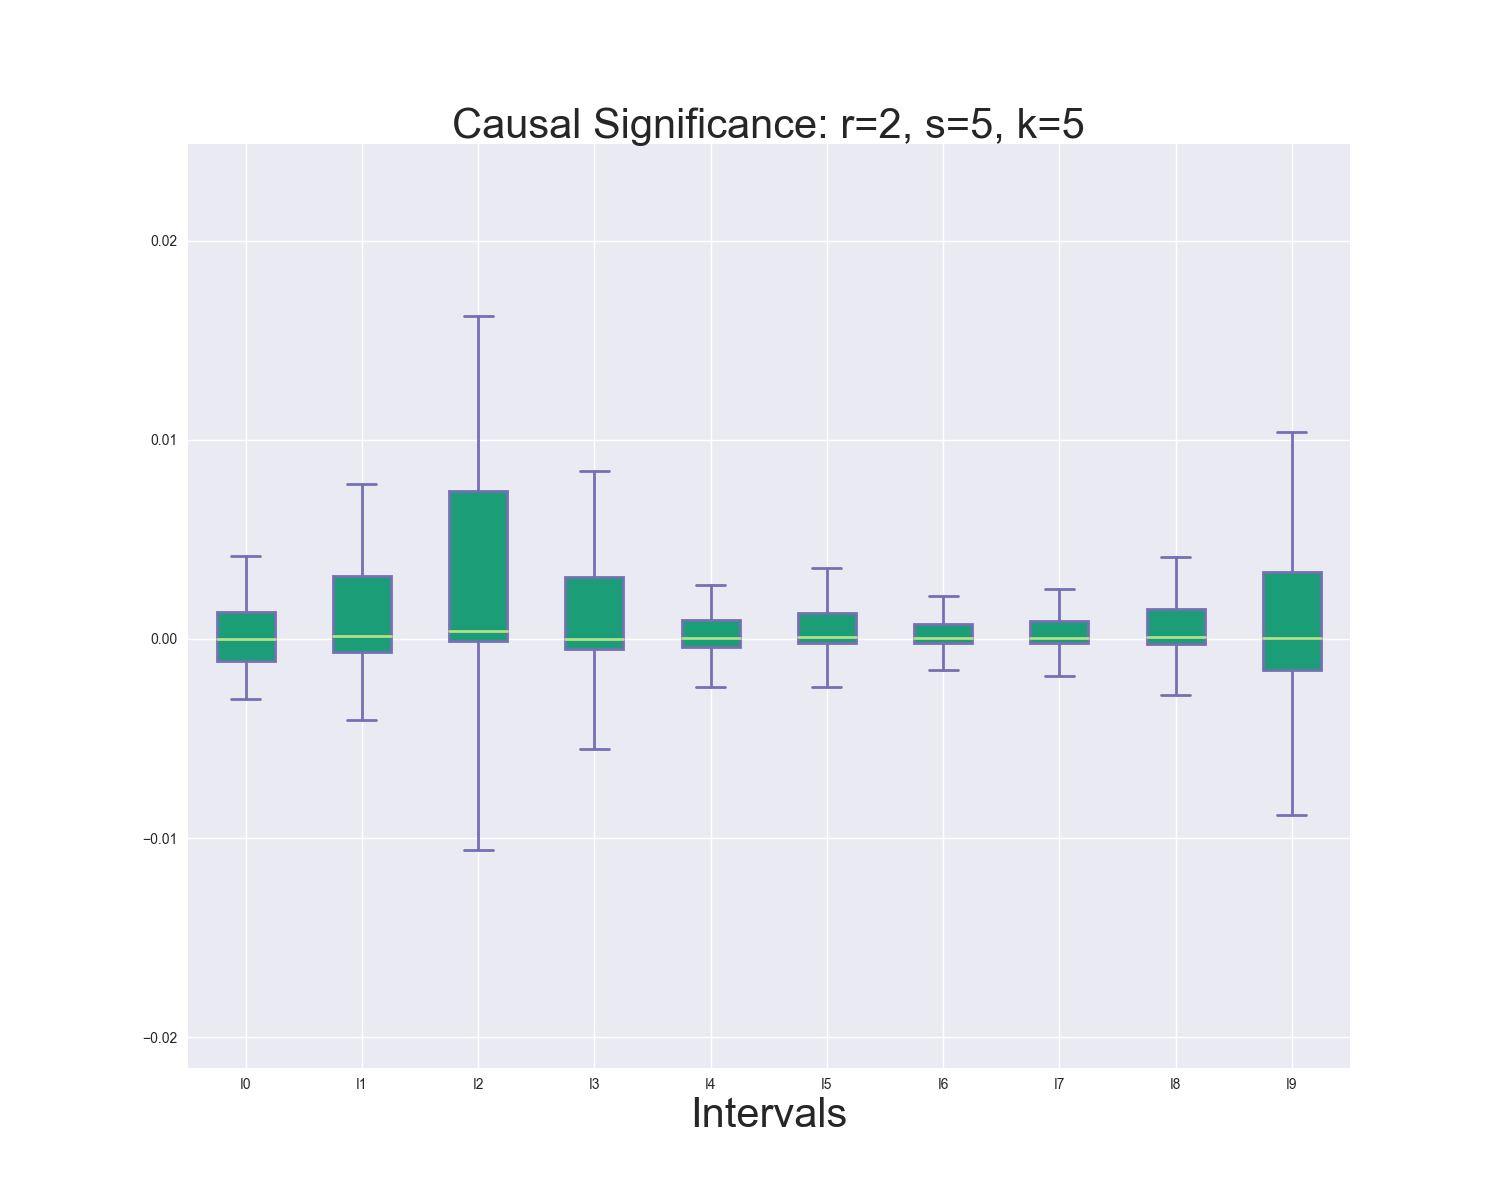 Causal Significance: r=2, s=5, k=5
0.02
0.01
0.00
−0.01
−0.02
I0 I1 I2 I3 I4 I5 I6 I7 I8 I9
Intervals